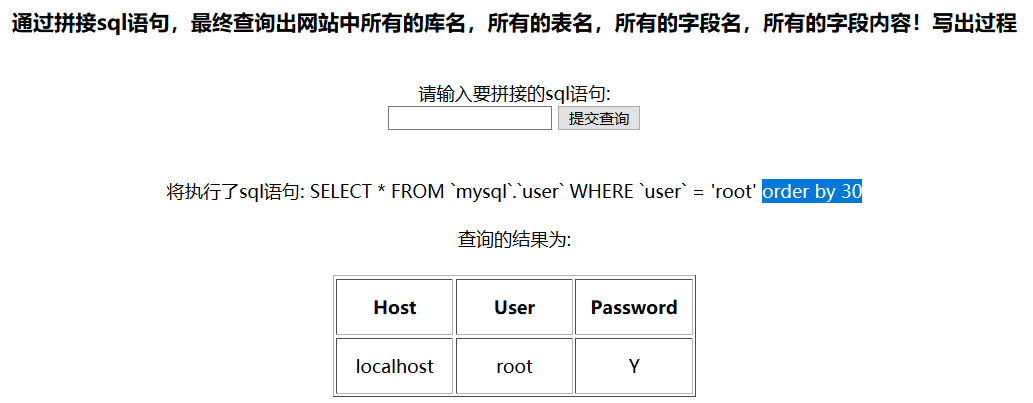 通过拼接sql语句，最终查询出网站中所有的库名，所有的表名，所有的字段名，所有的字段内容！写出过程
请输入要拼接的sql语句:
提交查询
将执行了sql语句: SELECT * FROM `mysql`.`user` WHERE `user` = 'root' order by 30
查询的结果为:
Host User Password
localhost root Y